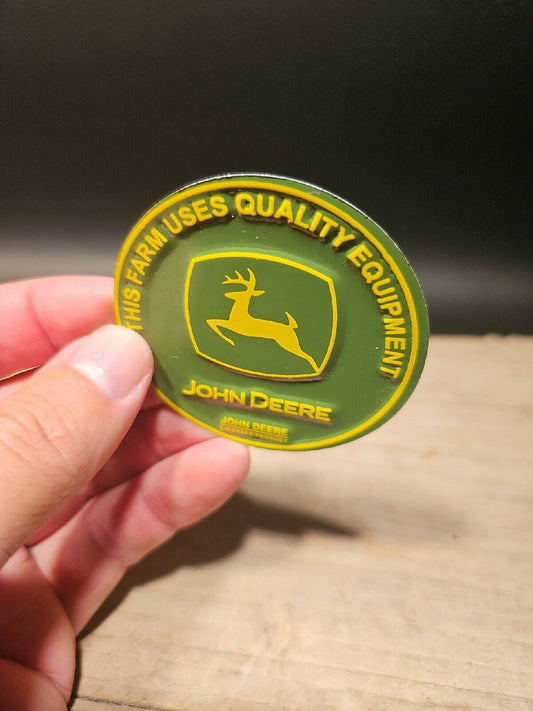 THIS FARM USES QUALITY EQUIPMENT
JOHN DEERE
JOHN DEERE
LICENSED PRODUCT